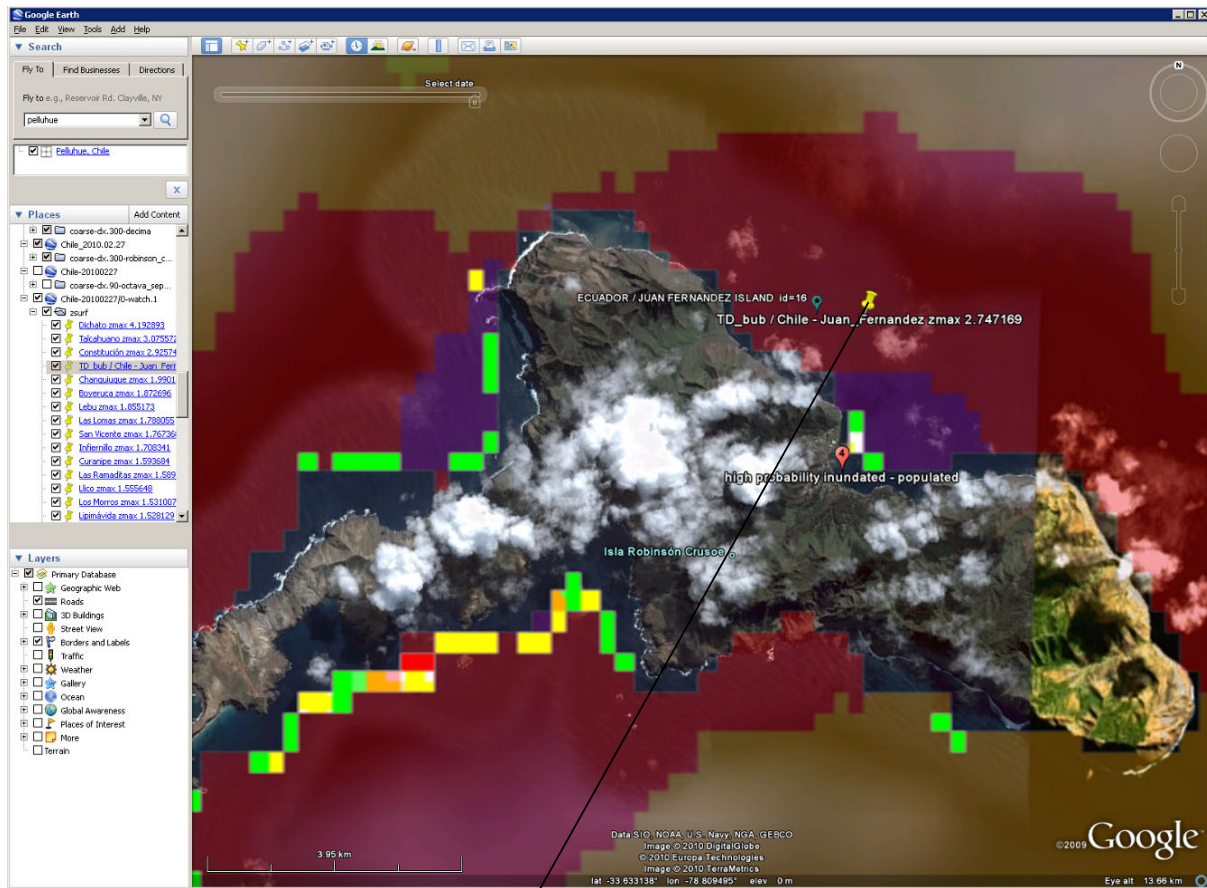 Google Earth
File Edit View Tools Add Help
Search
Fly To Find Businesses Directions
Fly to e.g., Reservoir Rd. Clayville, NY
pelluhue
Pelluhue, Chile
Places Add Content
coarse-dx.300-decima
Chile_2010.02.27
coarse-dx.300-robinson_c...
Chile-20100227
coarse-dx.90-octava_sep...
Chile-20100227/0-watch.1
zsurf
Dichato zmax 4.192893
Talcahuano zmax 3.075572
Constitución zmax 2.92574
TD_bub / Chile - Juan_Ferr
Changuiugue zmax 1.9901
Boyeruca zmax 1.872696
Lebu zmax 1.855173
Las Lomas zmax 1.788055
San Vicente zmax 1.76736
Infiernillo zmax 1.708341
Curanipe zmax 1.593684
Las Ramaditas zmax 1.589
Llico zmax 1.555648
Los Morros zmax 1.531007
Lipimávida zmax 1.528129
Layers
Primary Database
Geographic Web
Roads
3D Buildings
Street View
Borders and Labels
Traffic
Weather
Gallery
Ocean
Global Awareness
Places of Interest
More
Terrain
Select date
N
ECUADOR / JUAN FERNANDEZ ISLAND id=16
TD_bub / Chile - Juan_Fernandez zmax 2.747169
4
high probability inundated - populated
Isla Robinsón Crusoe
3.95 km
Data SIO, NOAA, U.S. Navy, NGA, GEBCO
Image © 2010 DigitalGlobe
© 2010 Europa Technologies
Image © 2010 TerraMetrics
©2009 Google
lat -33.633138° lon -78.809495° elev 0 m
Eye alt 13.66 km